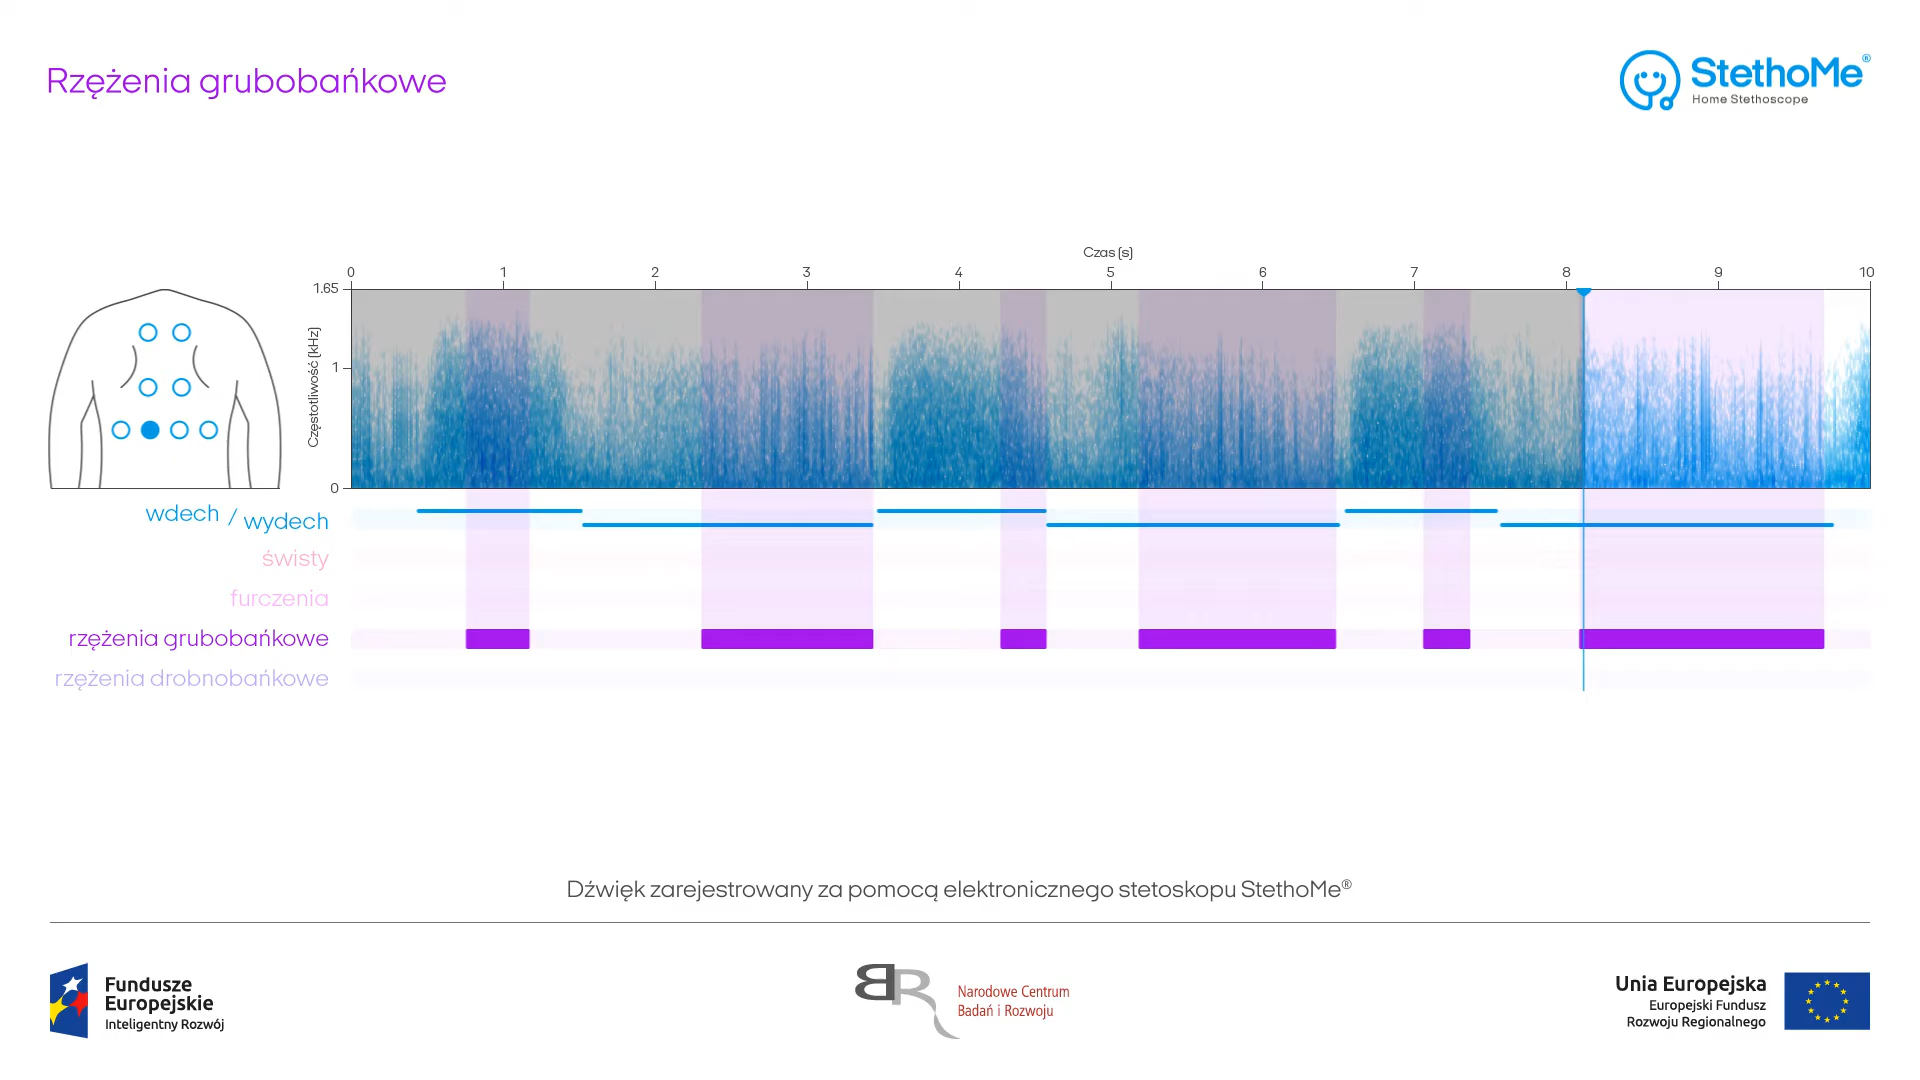 Rzężenia grubobańkowe
StethoMe®
Home Stethoscope
Czas [s]
0 1 2 3 4 5 6 7 8 9 10
1.65
1
0
Częstotliwość [kHz]
wdech / wydech
świsty
furczenia
rzężenia grubobańkowe
rzężenia drobnobańkowe
Dźwięk zarejestrowany za pomocą elektronicznego stetoskopu StethoMe®
Fundusze
Europejskie
Inteligentny Rozwój
BR
Narodowe Centrum
Badań i Rozwoju
Unia Europejska
Europejski Fundusz
Rozwoju Regionalnego